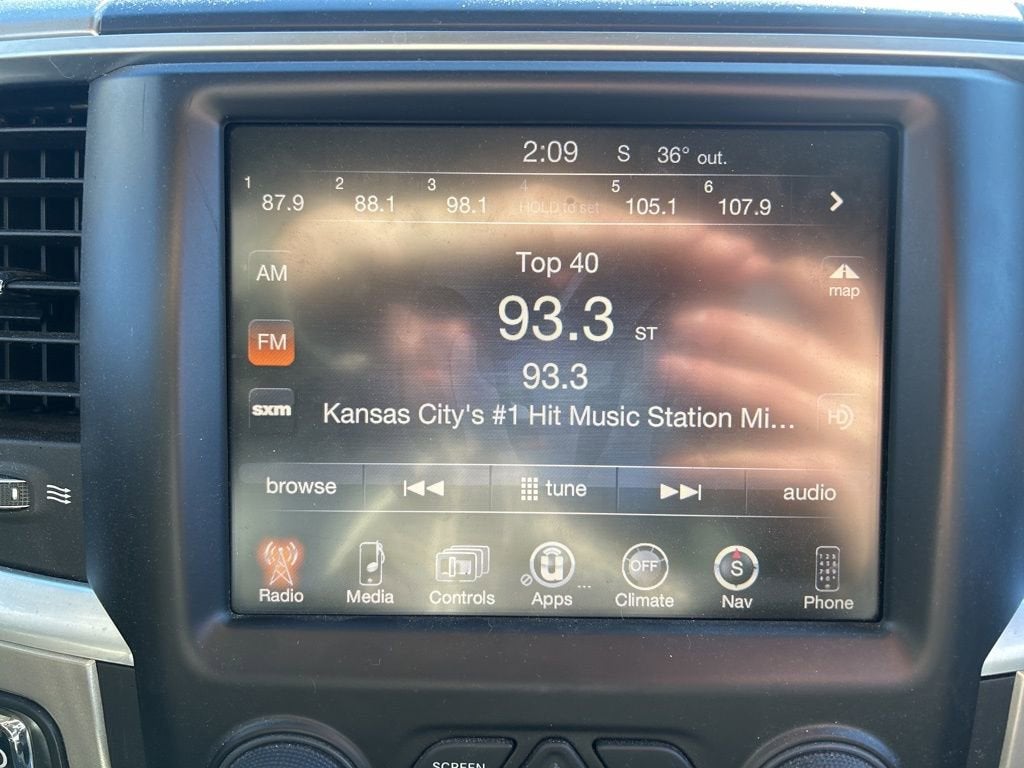 2:09 S 36° out.
1 2 3 4 5 6
87.9 88.1 98.1 HOLD to set 105.1 107.9
AM
Top 40
map
93.3 ST
FM
93.3
sxm
Kansas City's #1 Hit Music Station Mi...
HD
browse tune audio
OFF S
Radio Media Controls Apps ... Climate Nav Phone
SCREEN